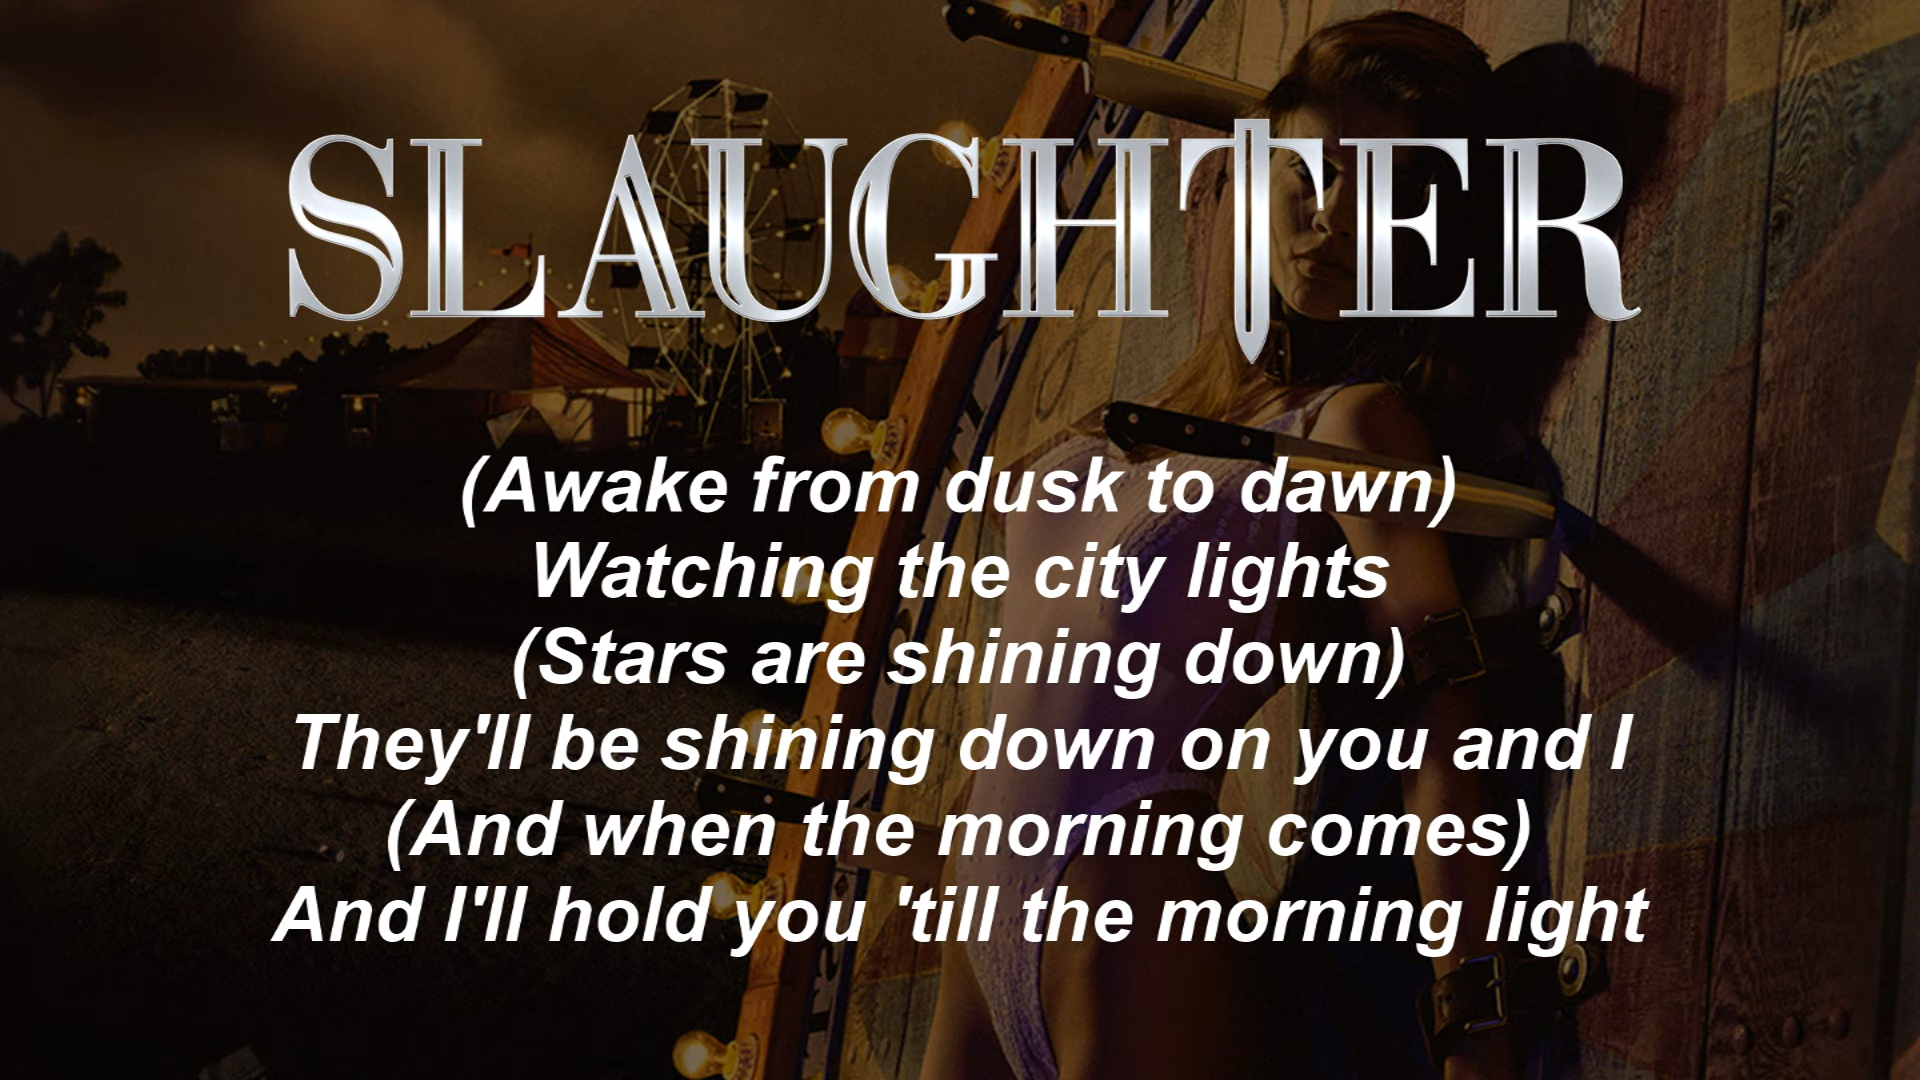 SLAUGHTER
(Awake from dusk to dawn)
Watching the city lights
(Stars are shining down)
They'll be shining down on you and I
(And when the morning comes)
And I'll hold you 'till the morning light